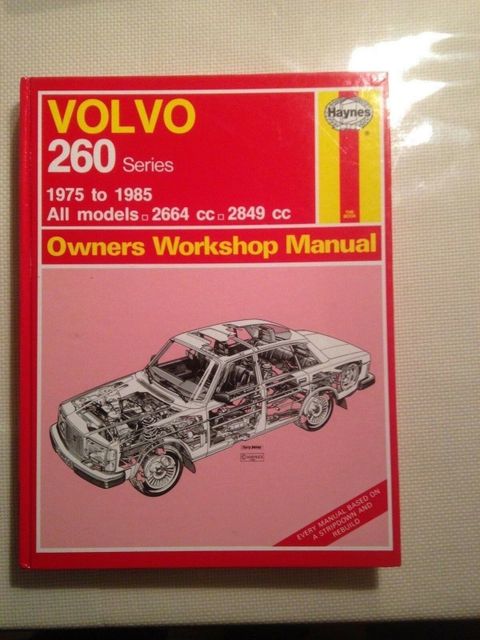 VOLVO
Haynes
®
260 Series
1975 to 1985
All models □ 2664 cc □ 2849 cc
Owners Workshop Manual
© HAYNES
EVERY MANUAL BASED ON
A STRIPDOWN AND
REBUILD